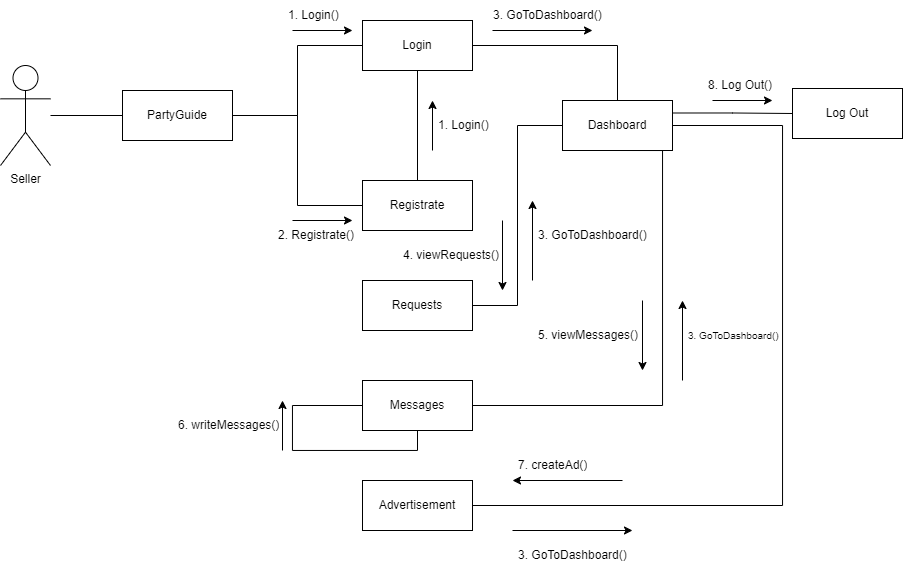 1. Login()
3. GoToDashboard()
Login
8. Log Out()
PartyGuide
1. Login()
Dashboard
Log Out
Seller
Registrate
2. Registrate()
3. GoToDashboard()
4. viewRequests()
Requests
5. viewMessages()
3. GoToDashboard()
Messages
6. writeMessages()
7. createAd()
Advertisement
3. GoToDashboard()